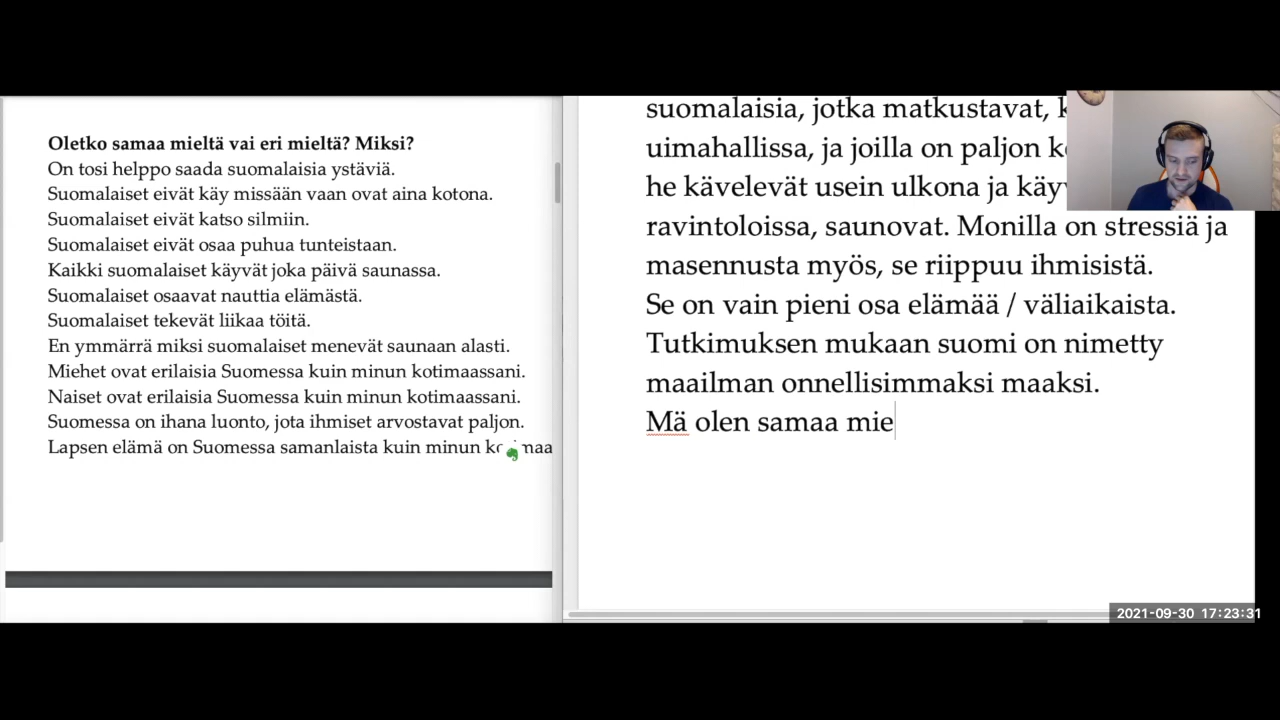 Oletko samaa mieltä vai eri mieltä? Miksi?
On tosi helppo saada suomalaisia ystäviä.
Suomalaiset eivät käy missään vaan ovat aina kotona.
Suomalaiset eivät katso silmiin.
Suomalaiset eivät osaa puhua tunteistaan.
Kaikki suomalaiset käyvät joka päivä saunassa.
Suomalaiset osaavat nauttia elämästä.
Suomalaiset tekevät liikaa töitä.
En ymmärrä miksi suomalaiset menevät saunaan alasti.
Miehet ovat erilaisia Suomessa kuin minun kotimaassani.
Naiset ovat erilaisia Suomessa kuin minun kotimaassani.
Suomessa on ihana luonto, jota ihmiset arvostavat paljon.
Lapsen elämä on Suomessa samanlaista kuin minun
suomalaisia, jotka matkustavat,
uimahallissa, ja joilla on paljon
he kävelevät usein ulkona ja
ravintoloissa, saunovat. Monilla on stressiä ja
masennusta myös, se riippuu ihmisistä.
Se on vain pieni osa elämää / väliaikaista.
Tutkimuksen mukaan suomi on nimetty
maailman onnellisimmaksi maaksi.
Mä olen samaa mie
2021-09-30 17:23:31